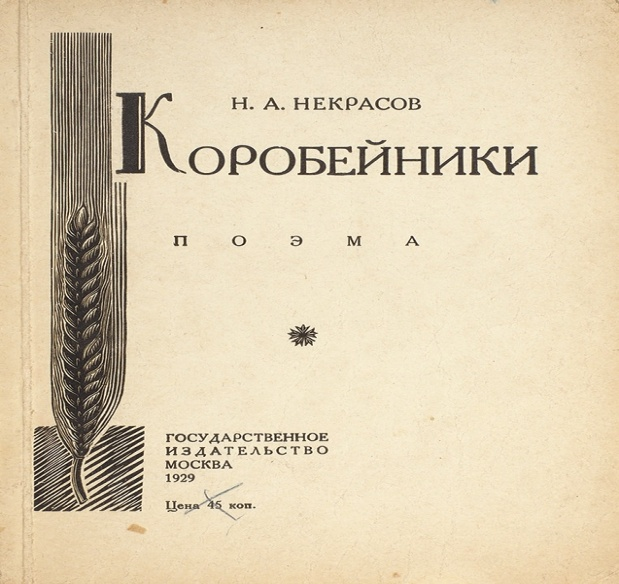 Н. А. НЕКРАСОВ
КОРОБЕЙНИКИ
ПОЭМА
ГОСУДАРСТВЕННОЕ
ИЗДАТЕЛЬСТВО
МОСКВА
1929
Цена 45 коп.